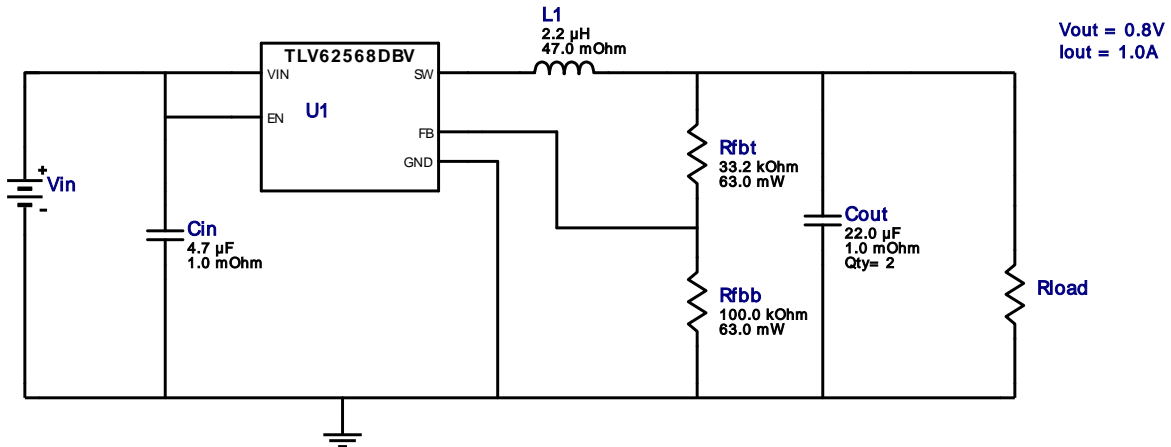 L1
2.2 µH
47.0 mOhm
Vout = 0.8V
Iout = 1.0A
TLV62568DBV
VIN
SW
U1
EN
FB
GND
Rfbt
33.2 kOhm
63.0 mW
+
Vin
-
Cin
4.7 µF
1.0 mOhm
Cout
22.0 µF
1.0 mOhm
Qty= 2
Rfbb
100.0 kOhm
63.0 mW
Rload